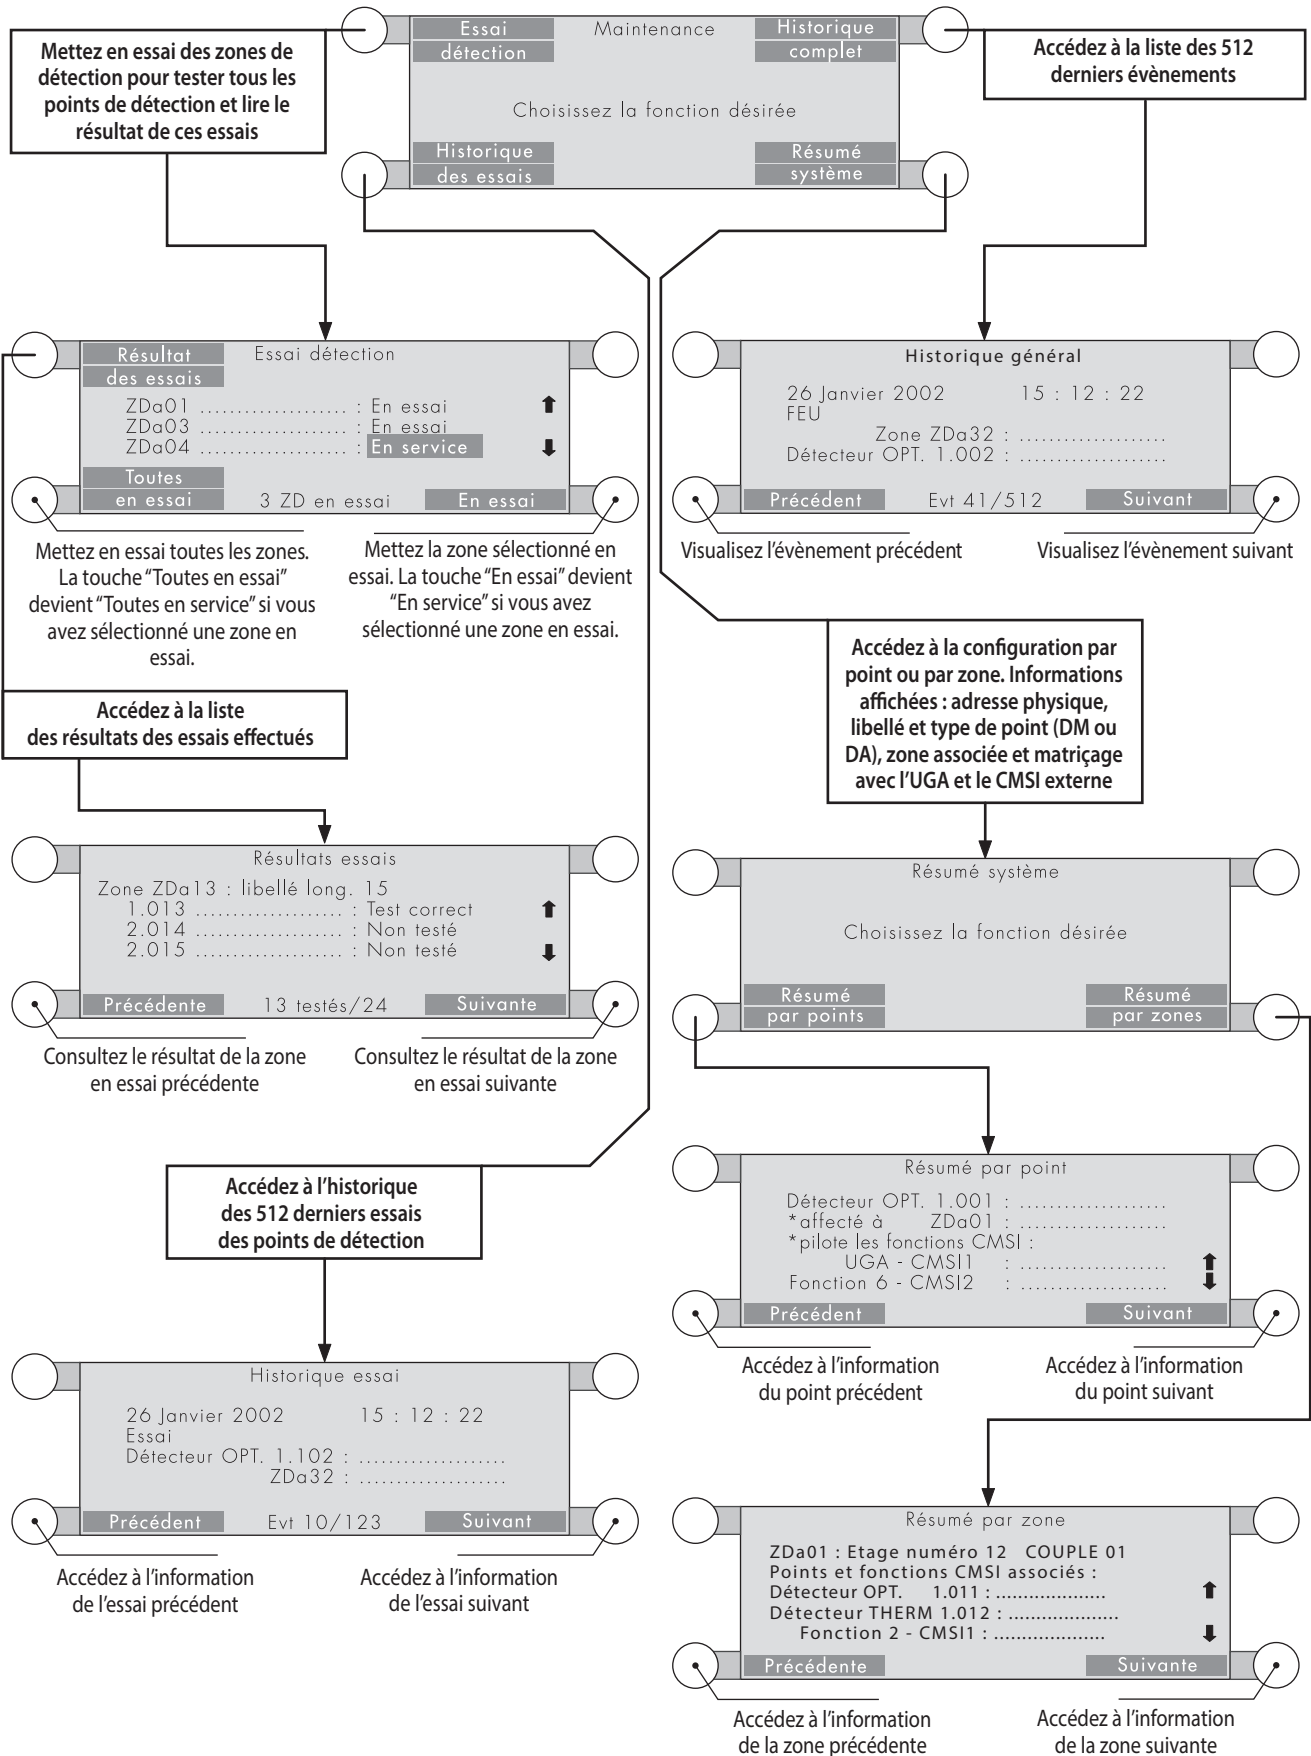 Mettez en essai des zones de
détection pour tester tous les
points de détection et lire le
résultat de ces essais
Essai
détection
Maintenance
Historique
complet
Choisissez la fonction désirée
Historique
des essais
Résumé
système
Accédez à la liste des 512
derniers évènements
Résultat
des essais
Essai détection
ZDa01 .................... : En essai
ZDa03 .................... : En essai
ZDa04 .................... : En service
Toutes
en essai
3 ZD en essai
En essai
Mettez en essai toutes les zones.
La touche “Toutes en essai”
devient “Toutes en service” si vous
avez sélectionné une zone en
essai.
Mettez la zone sélectionné en
essai. La touche “En essai” devient
“En service” si vous avez
sélectionné une zone en essai.
Historique général
26 Janvier 2002 15 : 12 : 22
FEU
Zone ZDa32 : ....................
Détecteur OPT. 1.002 : ....................
Précédent Evt 41/512 Suivant
Visualisez l’évènement précédent
Visualisez l’évènement suivant
Accédez à la liste
des résultats des essais effectués
Accédez à la configuration par
point ou par zone. Informations
affichées : adresse physique,
libellé et type de point (DM ou
DA), zone associée et matriçage
avec l’UGA et le CMSI externe
Résultats essais
Zone ZDa13 : libellé long. 15
1.013 .................... : Test correct
2.014 .................... : Non testé
2.015 .................... : Non testé
Précédente 13 testés/24 Suivante
Consultez le résultat de la zone
en essai précédente
Consultez le résultat de la zone
en essai suivante
Résumé système
Choisissez la fonction désirée
Résumé
par points
Résumé
par zones
Accédez à l’historique
des 512 derniers essais
des points de détection
Résumé par point
Détecteur OPT. 1.001 : ....................
*affecté à ZDa01 : ....................
*pilote les fonctions CMSI :
UGA - CMSI1 : ....................
Fonction 6 - CMSI2 : ....................
Précédent Suivant
Accédez à l’information
du point précédent
Accédez à l’information
du point suivant
Historique essai
26 Janvier 2002 15 : 12 : 22
Essai
Détecteur OPT. 1.102 : ....................
ZDa32 : ....................
Précédent Evt 10/123 Suivant
Accédez à l’information
de l’essai précédent
Accédez à l’information
de l’essai suivant
Résumé par zone
ZDa01 : Etage numéro 12 COUPLE 01
Points et fonctions CMSI associés :
Détecteur OPT. 1.011 : ....................
Détecteur THERM 1.012 : ....................
Fonction 2 - CMSI1 : ....................
Précédente Suivante
Accédez à l’information
de la zone précédente
Accédez à l’information
de la zone suivante